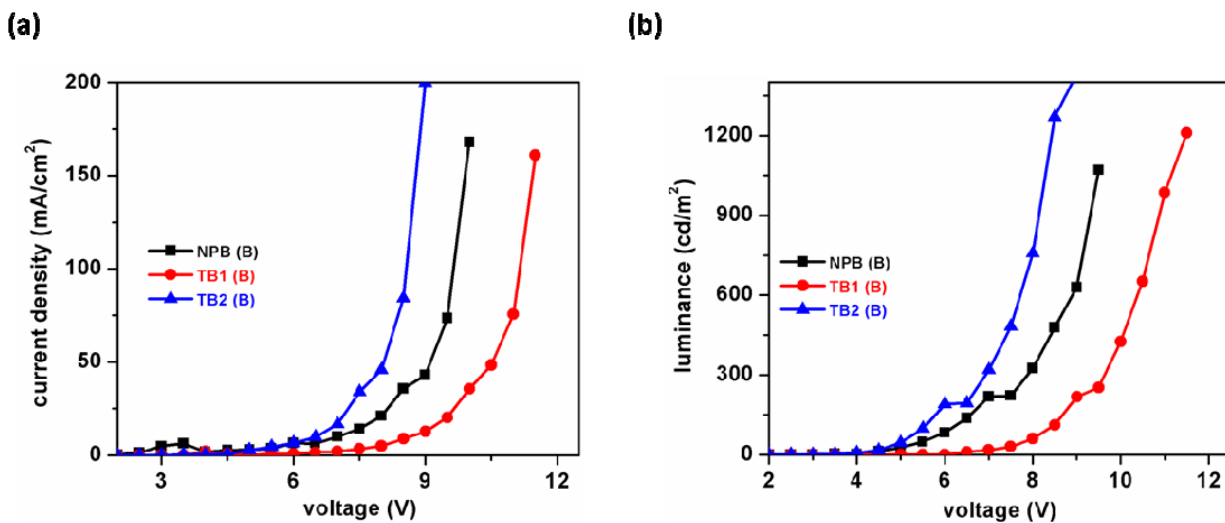 (a)
(b)
200
150
100
50
0
current density (mA/cm²)
NPB (B)
TB1 (B)
TB2 (B)
3
6
9
12
voltage (V)
1200
900
600
300
0
luminance (cd/m²)
NPB (B)
TB1 (B)
TB2 (B)
2
4
6
8
10
12
voltage (V)